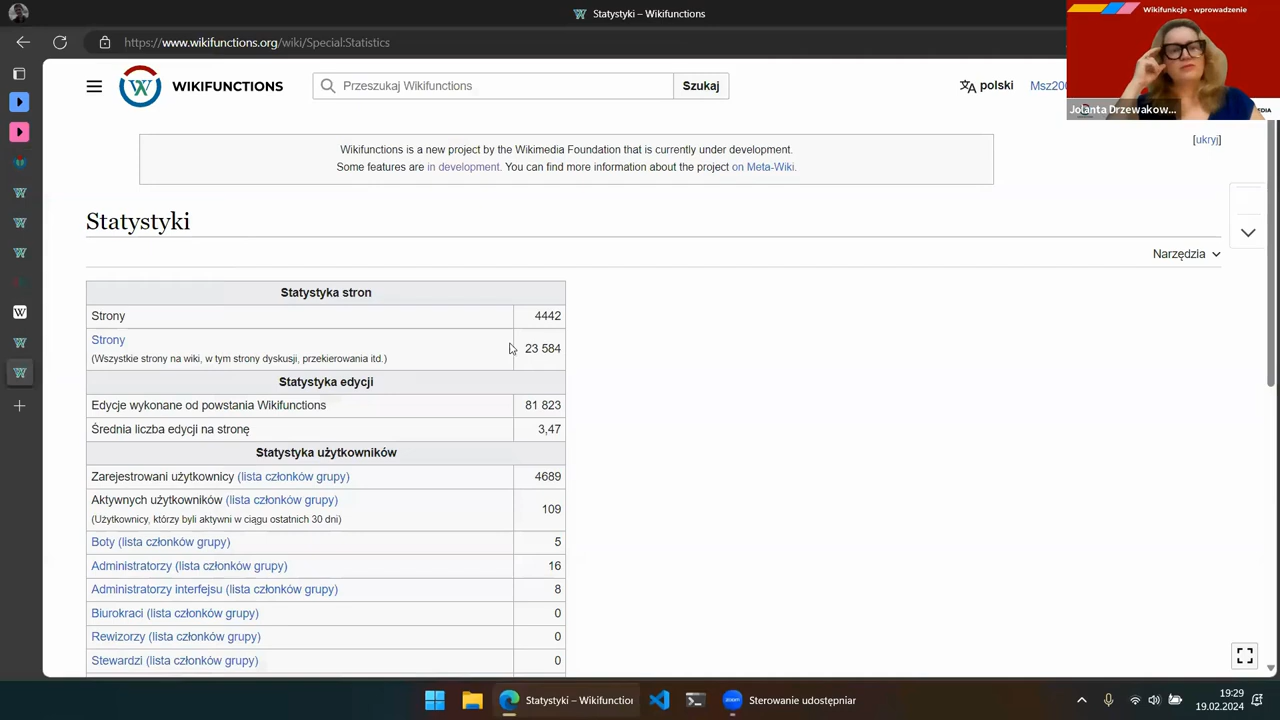 Statystyki – Wikifunctions
https://www.wikifunctions.org/wiki/Special:Statistics
Wikifunkcje - wprowadzenie
Jolanta Drzewakow...
WIKIFUNCTIONS
Przeszukaj Wikifunctions
Szukaj
polski
Msz200
[ukryj]
Wikifunctions is a new project by the Wikimedia Foundation that is currently under development.
Some features are in development. You can find more information about the project on Meta-Wiki.
Statystyki
Narzędzia
Statystyka stron
Strony 4442
Strony
(Wszystkie strony na wiki, w tym strony dyskusji, przekierowania itd.) 23 584
Statystyka edycji
Edycje wykonane od powstania Wikifunctions 81 823
Średnia liczba edycji na stronę 3,47
Statystyka użytkowników
Zarejestrowani użytkownicy (lista członków grupy) 4689
Aktywnych użytkowników (lista członków grupy)
(Użytkownicy, którzy byli aktywni w ciągu ostatnich 30 dni) 109
Boty (lista członków grupy) 5
Administratorzy (lista członków grupy) 16
Administratorzy interfejsu (lista członków grupy) 8
Biurokraci (lista członków grupy) 0
Rewizorzy (lista członków grupy) 0
Stewardzi (lista członków grupy) 0
Statystyki – Wikifunction
zoom
Sterowanie udostępniar
19:29
19.02.2024